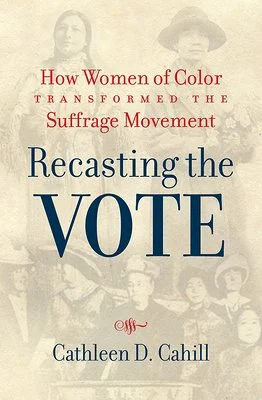 How Women of Color
TRANSFORMED THE
Suffrage Movement
Recasting the
VOTE
Cathleen D. Cahill